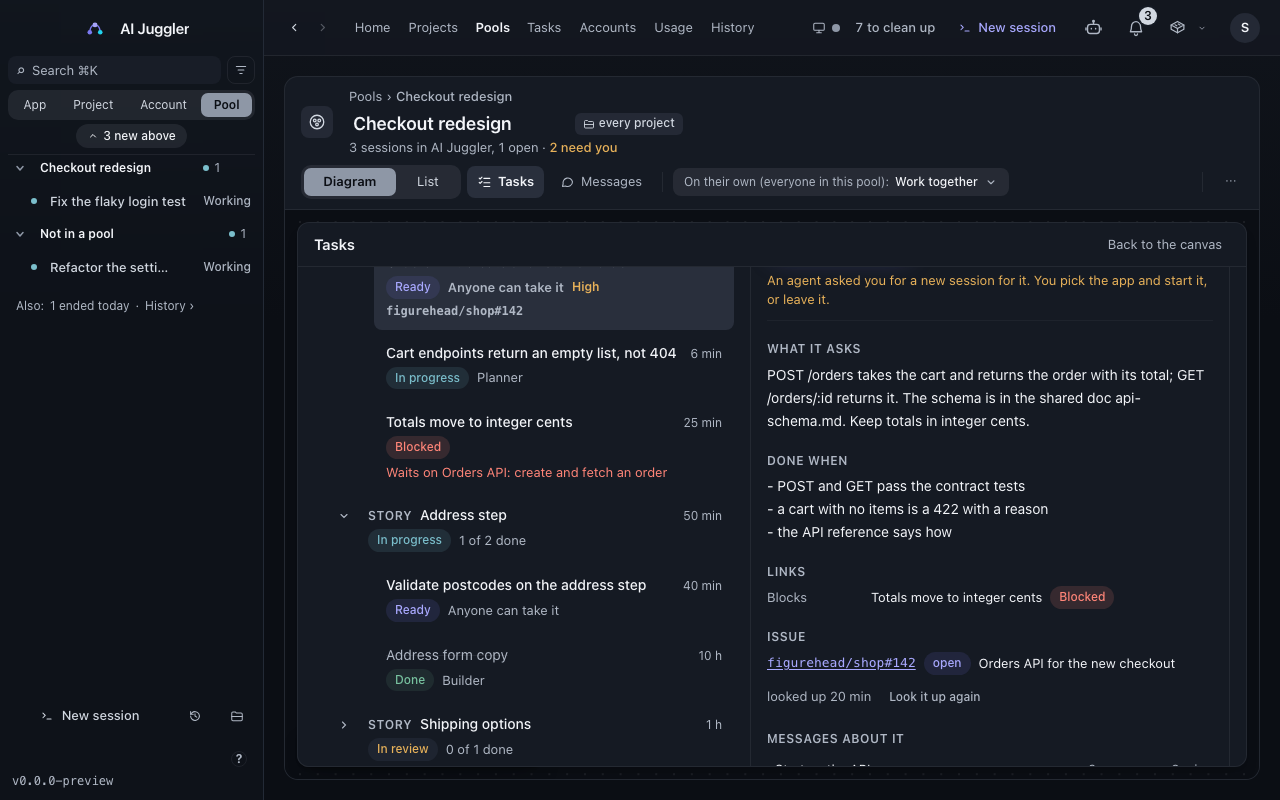 AI Juggler
Search ⌘K
App Project Account Pool
3 new above
Checkout redesign 1
Fix the flaky login test Working
Not in a pool 1
Refactor the setti... Working
Also: 1 ended today · History ›
New session
?
v0.0.0-preview
Home Projects Pools Tasks Accounts Usage History
7 to clean up
New session
3
S
Pools › Checkout redesign
Checkout redesign
every project
3 sessions in AI Juggler, 1 open · 2 need you
Diagram List Tasks Messages
On their own (everyone in this pool): Work together
...
Tasks
Back to the canvas
Ready Anyone can take it High
figurehead/shop#142
Cart endpoints return an empty list, not 404 6 min
In progress Planner
Totals move to integer cents 25 min
Blocked
Waits on Orders API: create and fetch an order
STORY Address step 50 min
In progress 1 of 2 done
Validate postcodes on the address step 40 min
Ready Anyone can take it
Address form copy 10 h
Done Builder
STORY Shipping options 1 h
In review 0 of 1 done
An agent asked you for a new session for it. You pick the app and start it,
or leave it.
WHAT IT ASKS
POST /orders takes the cart and returns the order with its total; GET
/orders/:id returns it. The schema is in the shared doc api-
schema.md. Keep totals in integer cents.
DONE WHEN
- POST and GET pass the contract tests
- a cart with no items is a 422 with a reason
- the API reference says how
LINKS
Blocks Totals move to integer cents Blocked
ISSUE
figurehead/shop#142 open Orders API for the new checkout
looked up 20 min Look it up again
MESSAGES ABOUT IT